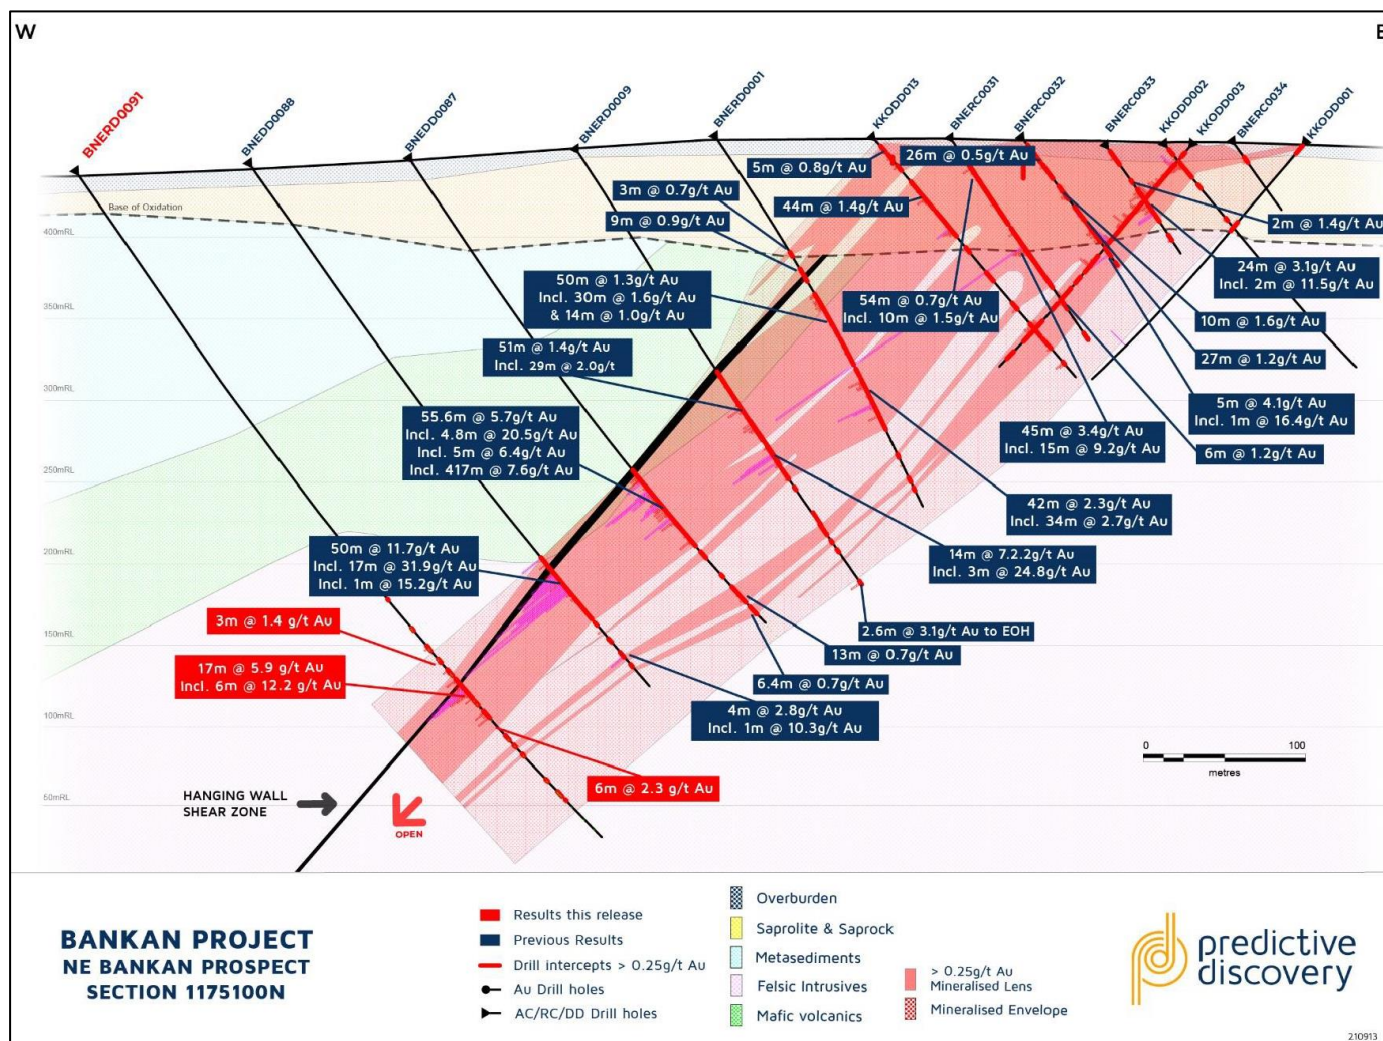 W
E
BNERD0091
BNEDD0088
BNEDD0087
BNERD0009
BNERD0001
KKODD013
BNERC0031
BNERC0032
BNERC0033
KKODD002
KKODD003
BNERC0034
KKODD001
Base of Oxidation
400mRL
350mRL
300mRL
250mRL
200mRL
150mRL
100mRL
50mRL
5m @ 0.8g/t Au
26m @ 0.5g/t Au
3m @ 0.7g/t Au
44m @ 1.4g/t Au
9m @ 0.9g/t Au
2m @ 1.4g/t Au
50m @ 1.3g/t Au
Incl. 30m @ 1.6g/t Au
& 14m @ 1.0g/t Au
54m @ 0.7g/t Au
Incl. 10m @ 1.5g/t Au
24m @ 3.1g/t Au
Incl. 2m @ 11.5g/t Au
10m @ 1.6g/t Au
51m @ 1.4g/t Au
Incl. 29m @ 2.0g/t
27m @ 1.2g/t Au
55.6m @ 5.7g/t Au
Incl. 4.8m @ 20.5g/t Au
Incl. 5m @ 6.4g/t Au
Incl. 417m @ 7.6g/t Au
5m @ 4.1g/t Au
Incl. 1m @ 16.4g/t Au
45m @ 3.4g/t Au
Incl. 15m @ 9.2g/t Au
6m @ 1.2g/t Au
42m @ 2.3g/t Au
Incl. 34m @ 2.7g/t Au
50m @ 11.7g/t Au
Incl. 17m @ 31.9g/t Au
Incl. 1m @ 15.2g/t Au
14m @ 7.2.2g/t Au
Incl. 3m @ 24.8g/t Au
3m @ 1.4 g/t Au
2.6m @ 3.1g/t Au to EOH
13m @ 0.7g/t Au
17m @ 5.9 g/t Au
Incl. 6m @ 12.2 g/t Au
6.4m @ 0.7g/t Au
4m @ 2.8g/t Au
Incl. 1m @ 10.3g/t Au
6m @ 2.3 g/t Au
0 100
metres
HANGING WALL
SHEAR ZONE
OPEN
BANKAN PROJECT
NE BANKAN PROSPECT
SECTION 1175100N
Results this release
Previous Results
Drill intercepts > 0.25g/t Au
Au Drill holes
AC/RC/DD Drill holes
Overburden
Saprolite & Saprock
Metasediments
Felsic Intrusives
Mafic volcanics
> 0.25g/t Au
Mineralised Lens
Mineralised Envelope
predictive
discovery
210913